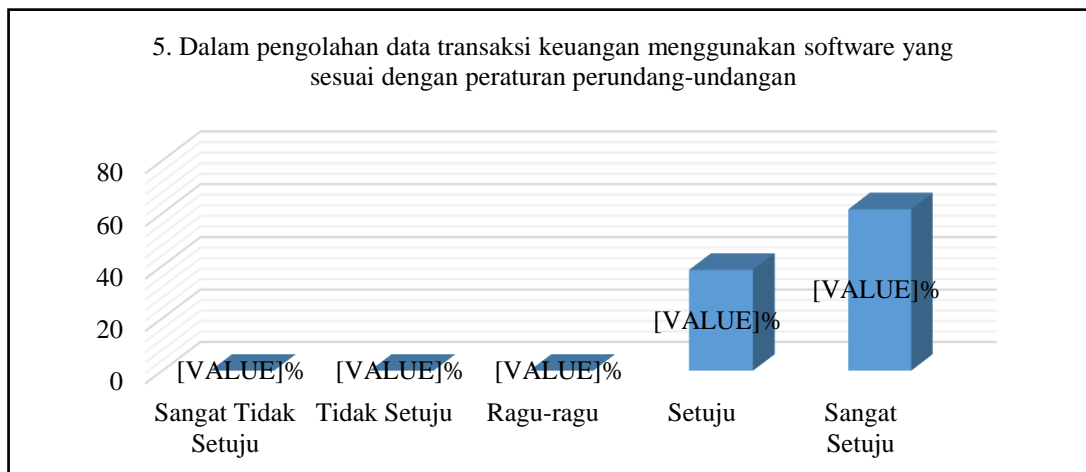 5. Dalam pengolahan data transaksi keuangan menggunakan software yang
sesuai dengan peraturan perundang-undangan
80
60
40
20
0
[VALUE]%
[VALUE]%
[VALUE]%
[VALUE]%
[VALUE]%
Sangat Tidak
Setuju
Tidak Setuju
Ragu-ragu
Setuju
Sangat
Setuju